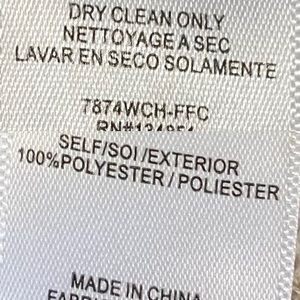 DRY CLEAN ONLY
NETTOYAGE A SEC
LAVAR EN SECO SOLAMENTE
7874WCH-FFC
SELF/SOI/EXTERIOR
100%POLYESTER / POLIESTER
MADE IN CHINA